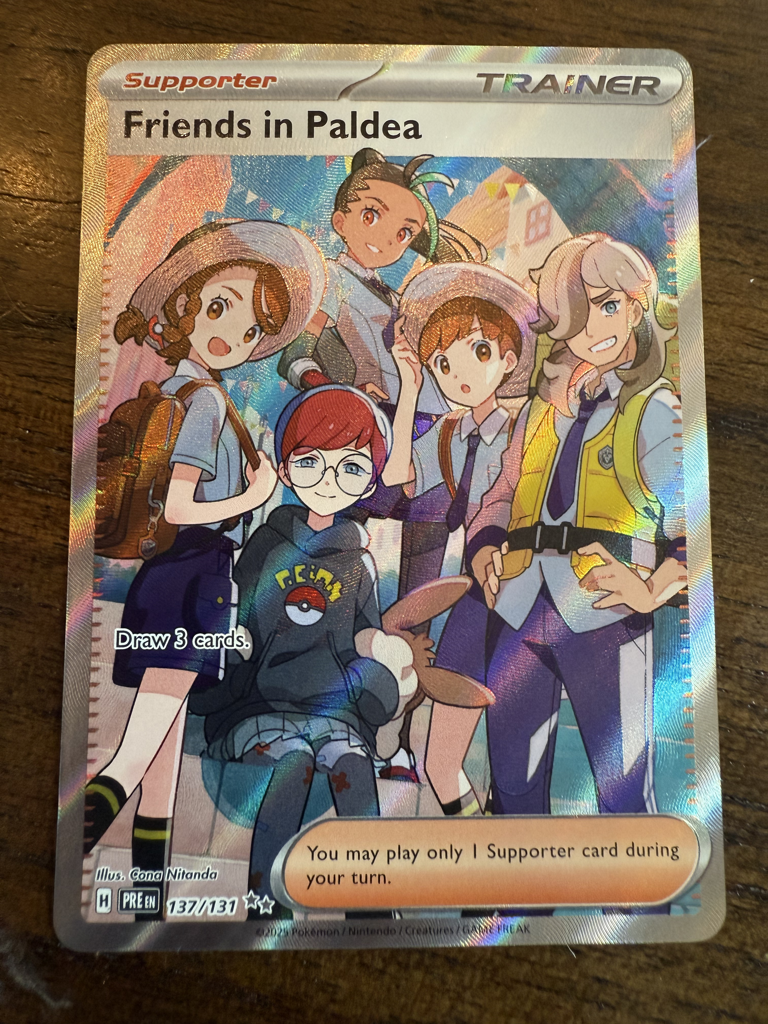 Supporter
TRAINER
Friends in Paldea
Draw 3 cards.
You may play only 1 Supporter card during
your turn.
Illus. Cona Nitanda
H PRE EN 137/131
©2025 Pokémon / Nintendo / Creatures / GAME FREAK